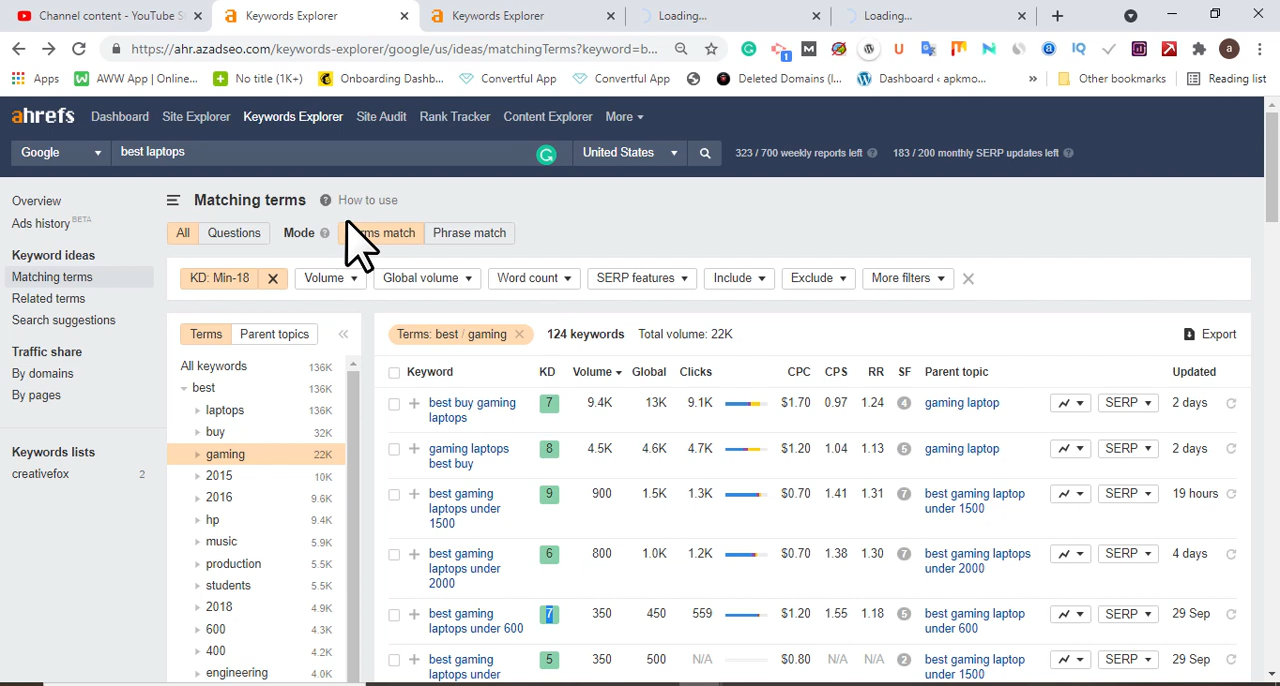 Channel content - YouTube S
Keywords Explorer
Keywords Explorer
Loading...
Loading...
https://ahr.azadseo.com/keywords-explorer/google/us/ideas/matchingTerms?keyword=b...
Apps
AWW App | Online...
No title (1K+)
Onboarding Dashb...
Convertful App
Convertful App
Deleted Domains (l...
Dashboard ‹ apkmo...
»
Other bookmarks
Reading list
ahrefs Dashboard Site Explorer Keywords Explorer Site Audit Rank Tracker Content Explorer More
Google best laptops United States 323 / 700 weekly reports left 183 / 200 monthly SERP updates left
Overview
Ads history BETA
Keyword ideas
Matching terms
Related terms
Search suggestions
Traffic share
By domains
By pages
Keywords lists
creativefox 2
Matching terms How to use
All Questions Mode match Phrase match
KD: Min-18 Volume Global volume Word count SERP features Include Exclude More filters
Terms Parent topics «
All keywords 136K
best 136K
laptops 136K
buy 32K
gaming 22K
2015 10K
2016 9.6K
hp 9.4K
music 5.9K
production 5.5K
students 5.5K
2018 4.9K
600 4.3K
400 4.2K
engineering 4.0K
Terms: best / gaming 124 keywords Total volume: 22K Export
Keyword KD Volume Global Clicks CPC CPS RR SF Parent topic Updated
best buy gaming 7 9.4K 13K 9.1K $1.70 0.97 1.24 4 gaming laptop SERP 2 days
laptops
gaming laptops 8 4.5K 4.6K 4.7K $1.20 1.04 1.13 5 gaming laptop SERP 2 days
best buy
best gaming 9 900 1.5K 1.3K $0.70 1.41 1.31 7 best gaming laptop SERP 19 hours
laptops under under 1500
1500
best gaming 6 800 1.0K 1.2K $0.70 1.38 1.30 7 best gaming laptops SERP 4 days
laptops under under 2000
2000
best gaming 7 350 450 559 $1.20 1.55 1.18 5 best gaming laptop SERP 29 Sep
laptops under 600 under 600
best gaming 5 350 500 N/A $0.80 N/A N/A 2 best gaming laptop SERP 29 Sep
laptops under